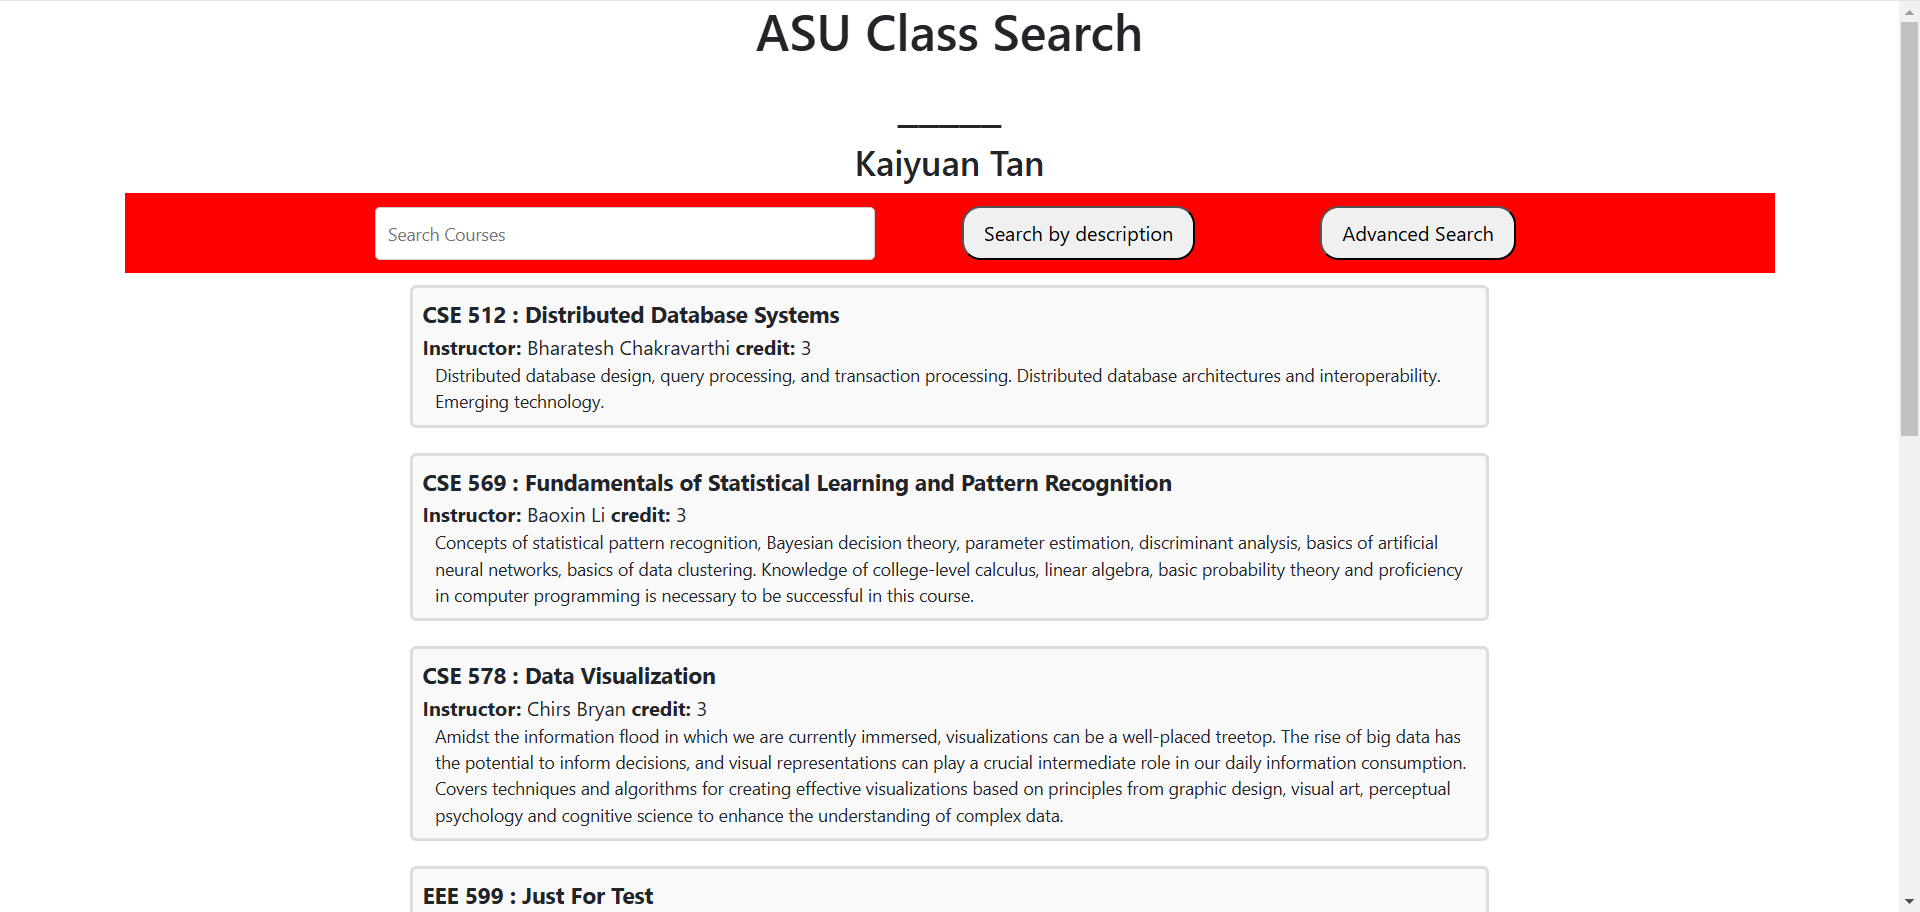 ASU Class Search
_____
Kaiyuan Tan
Search Courses
Search by description
Advanced Search
CSE 512 : Distributed Database Systems
Instructor: Bharatesh Chakravarthi credit: 3
Distributed database design, query processing, and transaction processing. Distributed database architectures and interoperability.
Emerging technology.
CSE 569 : Fundamentals of Statistical Learning and Pattern Recognition
Instructor: Baoxin Li credit: 3
Concepts of statistical pattern recognition, Bayesian decision theory, parameter estimation, discriminant analysis, basics of artificial
neural networks, basics of data clustering. Knowledge of college-level calculus, linear algebra, basic probability theory and proficiency
in computer programming is necessary to be successful in this course.
CSE 578 : Data Visualization
Instructor: Chirs Bryan credit: 3
Amidst the information flood in which we are currently immersed, visualizations can be a well-placed treetop. The rise of big data has
the potential to inform decisions, and visual representations can play a crucial intermediate role in our daily information consumption.
Covers techniques and algorithms for creating effective visualizations based on principles from graphic design, visual art, perceptual
psychology and cognitive science to enhance the understanding of complex data.
EEE 599 : Just For Test